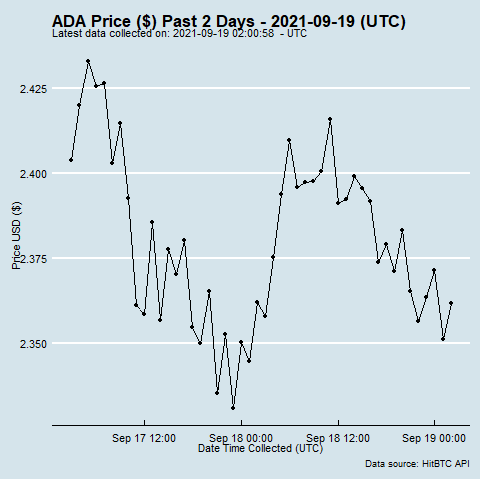 ADA Price ($) Past 2 Days - 2021-09-19 (UTC)
Latest data collected on: 2021-09-19 02:00:58 - UTC
2.425
2.400
2.375
2.350
Price USD ($)
Sep 17 12:00 Sep 18 00:00 Sep 18 12:00 Sep 19 00:00
Date Time Collected (UTC)
Data source: HitBTC API